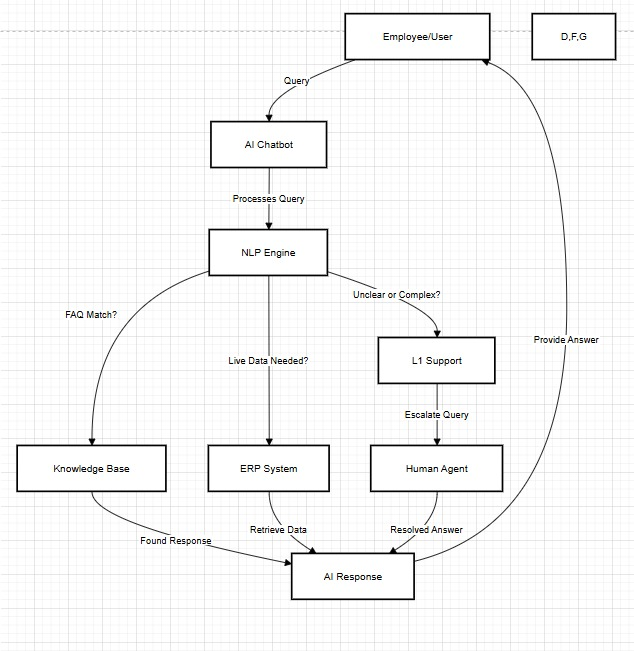 Employee/User
D,F,G
Query
AI Chatbot
Processes Query
NLP Engine
Unclear or Complex?
FAQ Match?
Provide Answer
Live Data Needed?
L1 Support
Escalate Query
Knowledge Base
ERP System
Human Agent
Retrieve Data
Resolved Answer
Found Response
AI Response